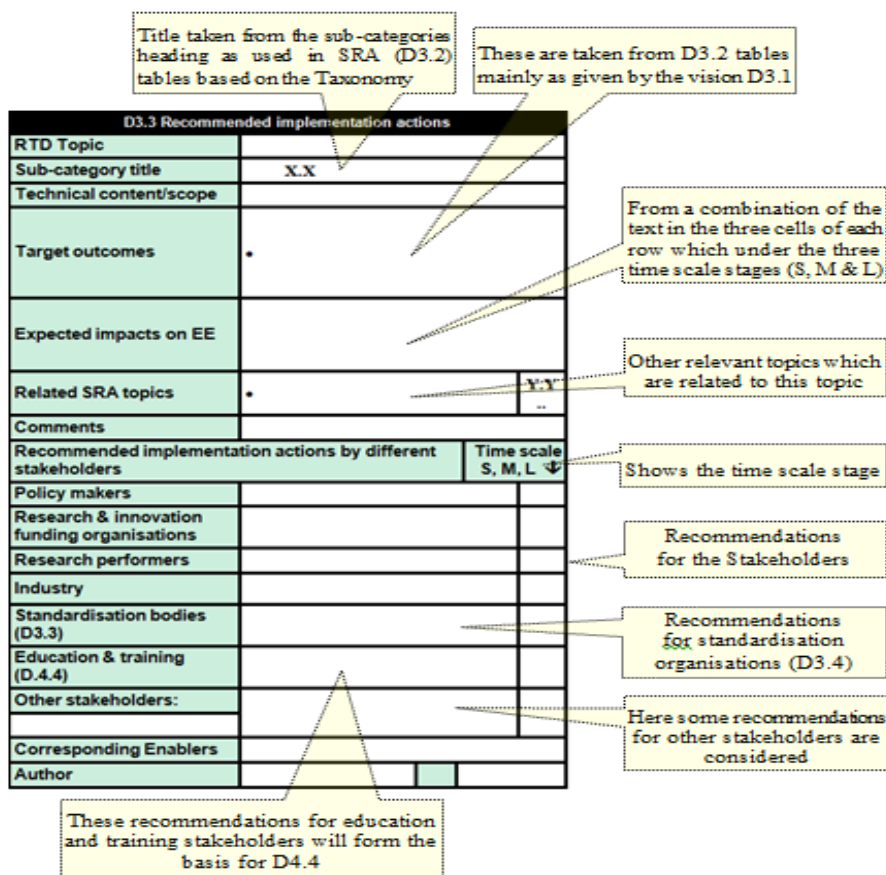 Title taken from the sub-categories
heading as used in SRA (D3.2)
tables based on the Taxonomy
These are taken from D3.2 tables
mainly as given by the vision D3.1
D3.3 Recommended implementation actions
RTD Topic
Sub-category title X.X
Technical content/scope
Target outcomes •
From a combination of the
text in the three cells of each
row which under the three
time scale stages (S, M & L)
Expected impacts on EE
Related SRA topics • Y.Y
..
Other relevant topics which
are related to this topic
Comments
Recommended implementation actions by different
stakeholders
Time scale
S, M, L
Shows the time scale stage
Policy makers
Research & innovation
funding organisations
Research performers
Recommendations
for the Stakeholders
Industry
Standardisation bodies
(D3.3)
Recommendations
for standardisation
organisations (D3.4)
Education & training
(D.4.4)
Other stakeholders:
Here some recommendations
for other stakeholders are
considered
Corresponding Enablers
Author
These recommendations for education
and training stakeholders will form the
basis for D4.4